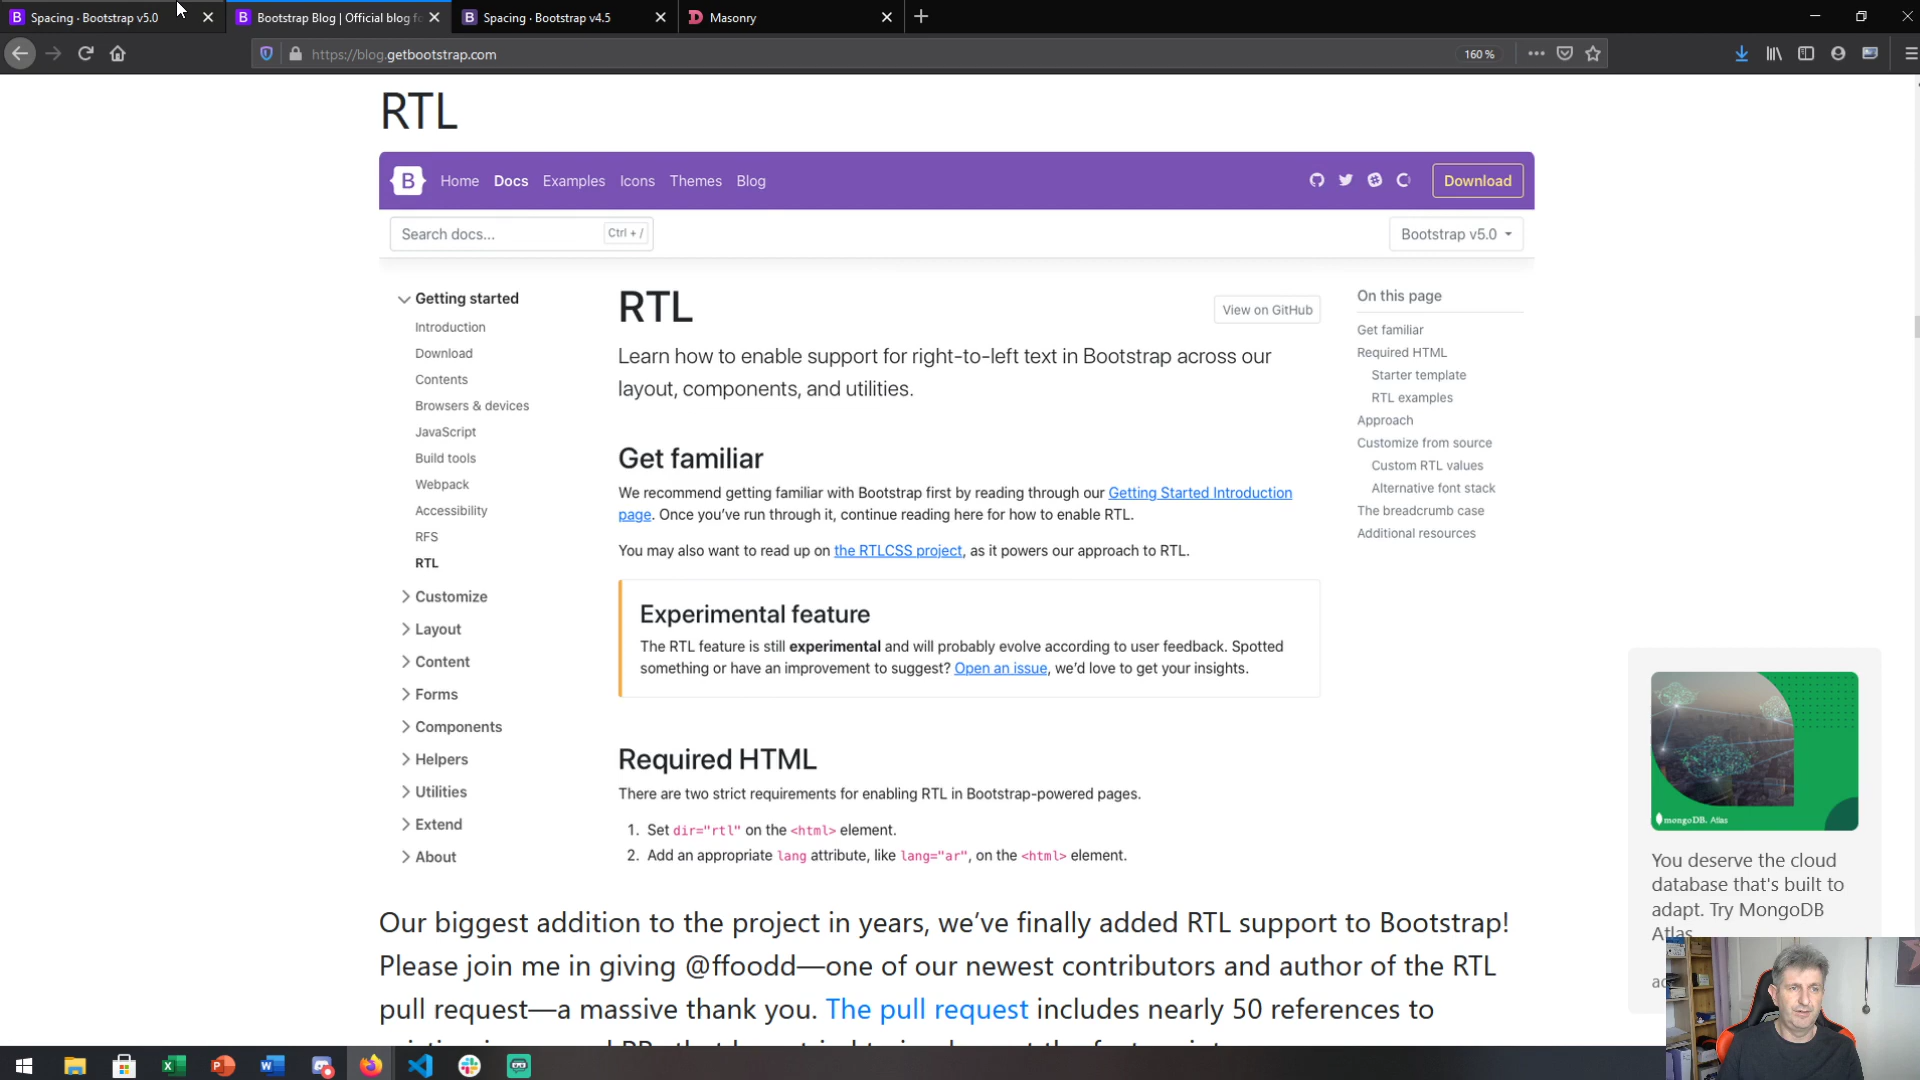 Spacing · Bootstrap v5.0
Bootstrap Blog | Official blog fo
Spacing · Bootstrap v4.5
Masonry
https://blog.getbootstrap.com
160 %
RTL
B
Home
Docs
Examples
Icons
Themes
Blog
Download
Search docs...
Ctrl + /
Bootstrap v5.0
Getting started
Introduction
Download
Contents
Browsers & devices
JavaScript
Build tools
Webpack
Accessibility
RFS
RTL
Customize
Layout
Content
Forms
Components
Helpers
Utilities
Extend
About
RTL
View on GitHub
Learn how to enable support for right-to-left text in Bootstrap across our
layout, components, and utilities.
Get familiar
We recommend getting familiar with Bootstrap first by reading through our Getting Started Introduction
page. Once you've run through it, continue reading here for how to enable RTL.
You may also want to read up on the RTLCSS project, as it powers our approach to RTL.
Experimental feature
The RTL feature is still experimental and will probably evolve according to user feedback. Spotted
something or have an improvement to suggest? Open an issue, we'd love to get your insights.
Required HTML
There are two strict requirements for enabling RTL in Bootstrap-powered pages.
1. Set dir="rtl" on the <html> element.
2. Add an appropriate lang attribute, like lang="ar", on the <html> element.
On this page
Get familiar
Required HTML
Starter template
RTL examples
Approach
Customize from source
Custom RTL values
Alternative font stack
The breadcrumb case
Additional resources
Our biggest addition to the project in years, we've finally added RTL support to Bootstrap!
Please join me in giving @ffoodd—one of our newest contributors and author of the RTL
pull request—a massive thank you. The pull request includes nearly 50 references to
mongoDB. Atlas
You deserve the cloud
database that's built to
adapt. Try MongoDB
Atlas